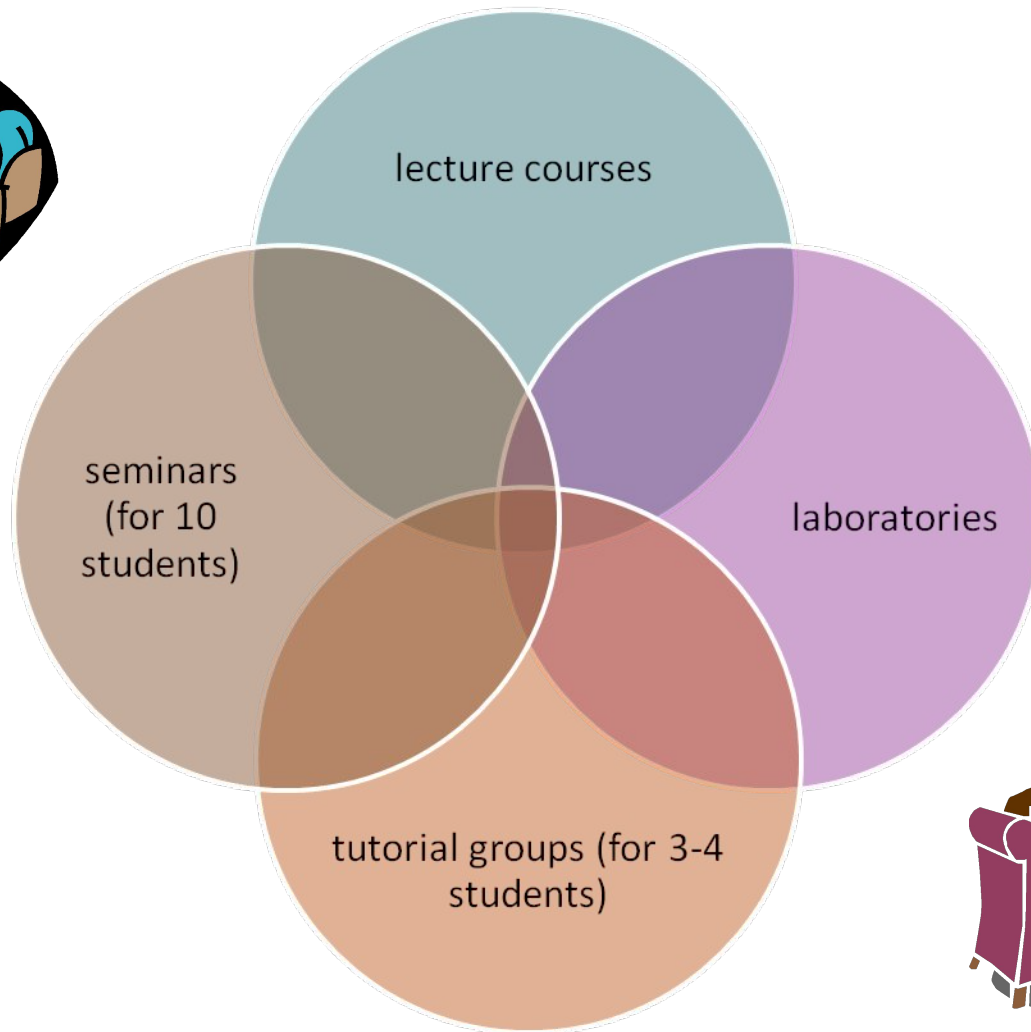 lecture courses
seminars
(for 10
students)
laboratories
tutorial groups (for 3-4
students)